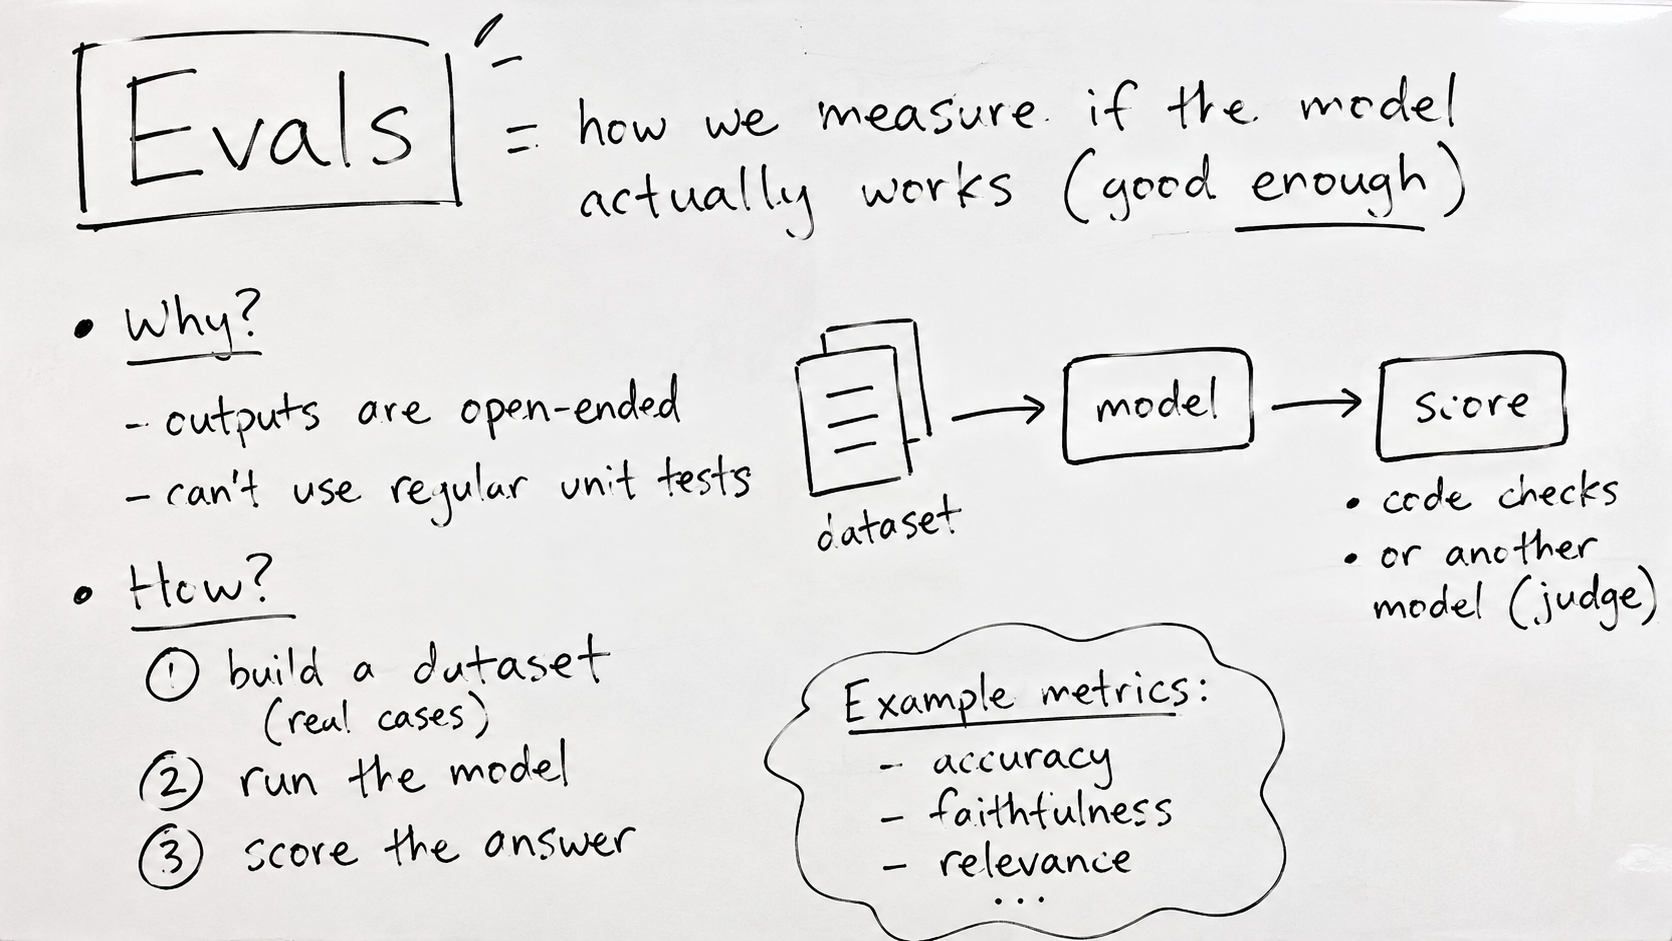 Evals
= how we measure if the model
actually works (good enough)
• Why?
- outputs are open-ended
- can't use regular unit tests
• How?
① build a dataset
(real cases)
② run the model
③ score the answer
dataset
model
score
• code checks
• or another
model (judge)
Example metrics:
- accuracy
- faithfulness
- relevance
...